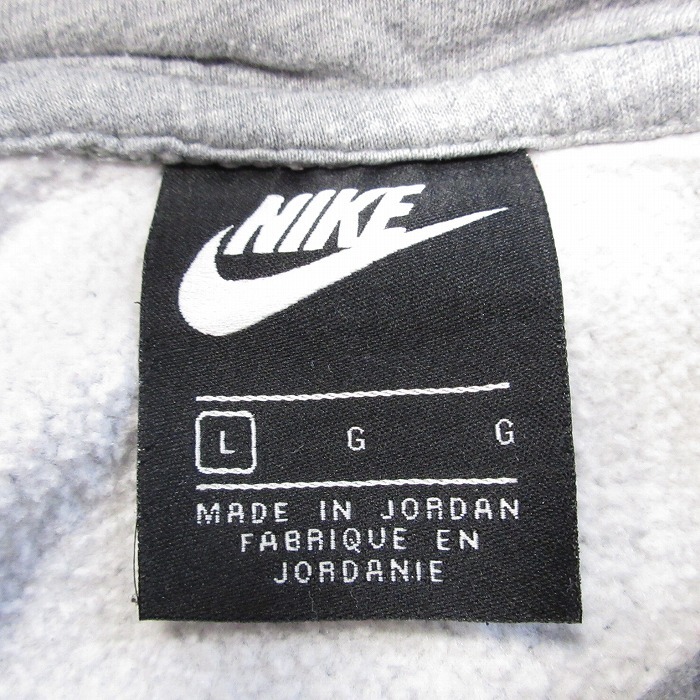 NIKE
L G G
MADE IN JORDAN
FABRIQUE EN
JORDANIE